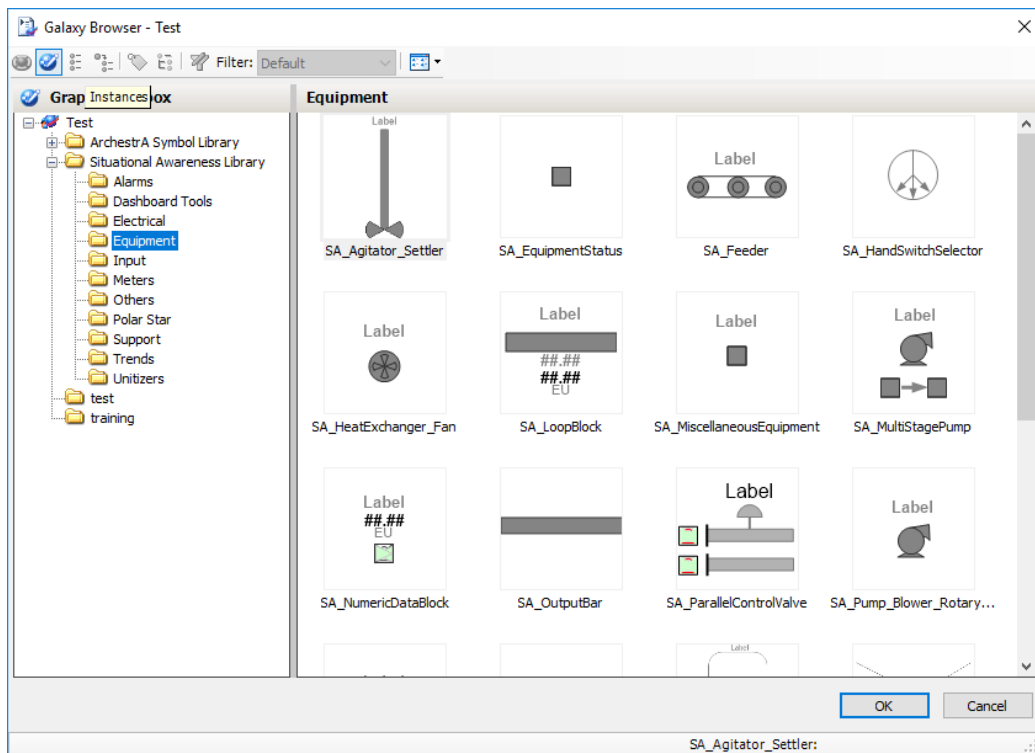 Galaxy Browser - Test
Filter: Default
Grap Instances ox
Equipment
Test
ArchestrA Symbol Library
Situational Awareness Library
Alarms
Dashboard Tools
Electrical
Equipment
Input
Meters
Others
Polar Star
Support
Trends
Unitizers
test
training
Label
SA_Agitator_Settler
SA_EquipmentStatus
Label
SA_Feeder
SA_HandSwitchSelector
Label
SA_HeatExchanger_Fan
Label
##.##
##.##
EU
SA_LoopBlock
Label
SA_MiscellaneousEquipment
Label
SA_MultiStagePump
Label
##.##
EU
SA_NumericDataBlock
SA_OutputBar
Label
SA_ParallelControlValve
Label
SA_Pump_Blower_Rotary...
Label
OK
Cancel
SA_Agitator_Settler: